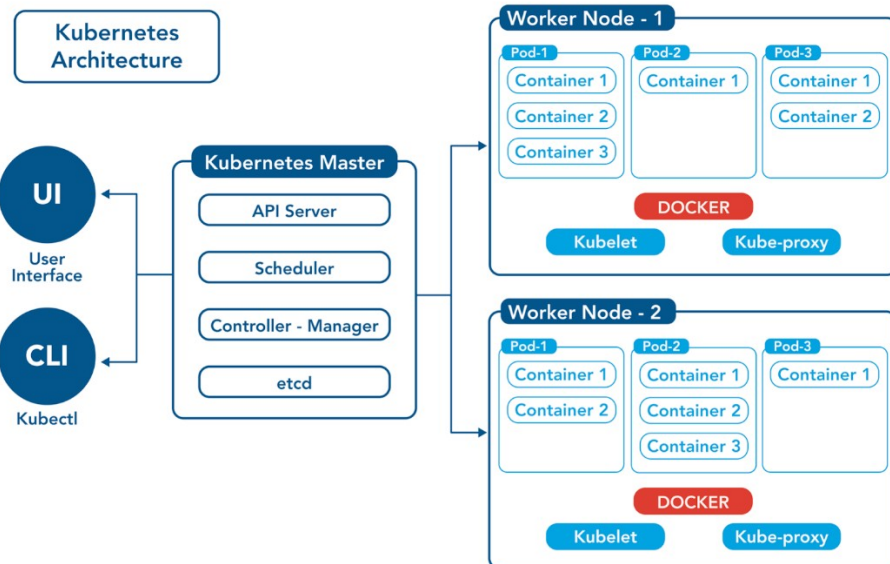 Kubernetes
Architecture
UI
User
Interface
CLI
Kubectl
Kubernetes Master
API Server
Scheduler
Controller - Manager
etcd
Worker Node - 1
Pod-1
Container 1
Container 2
Container 3
Pod-2
Container 1
Pod-3
Container 1
Container 2
DOCKER
Kubelet
Kube-proxy
Worker Node - 2
Pod-1
Container 1
Container 2
Pod-2
Container 1
Container 2
Container 3
Pod-3
Container 1
DOCKER
Kubelet
Kube-proxy